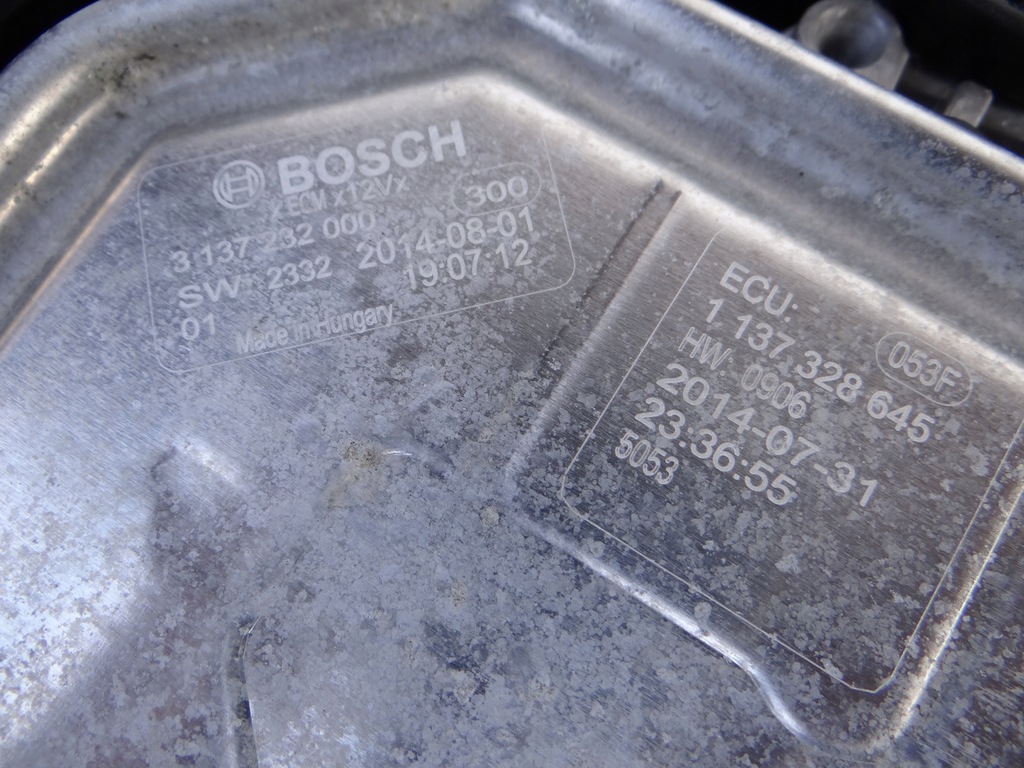 BOSCH
x ECM x12Vx
3 137 232 000 300
SW: 2332 2014-08-01
01 19:07:12
Made in Hungary
ECU:
1 137 328 645 053F
HW: 0906
2014-07-31
23:36:55
5053